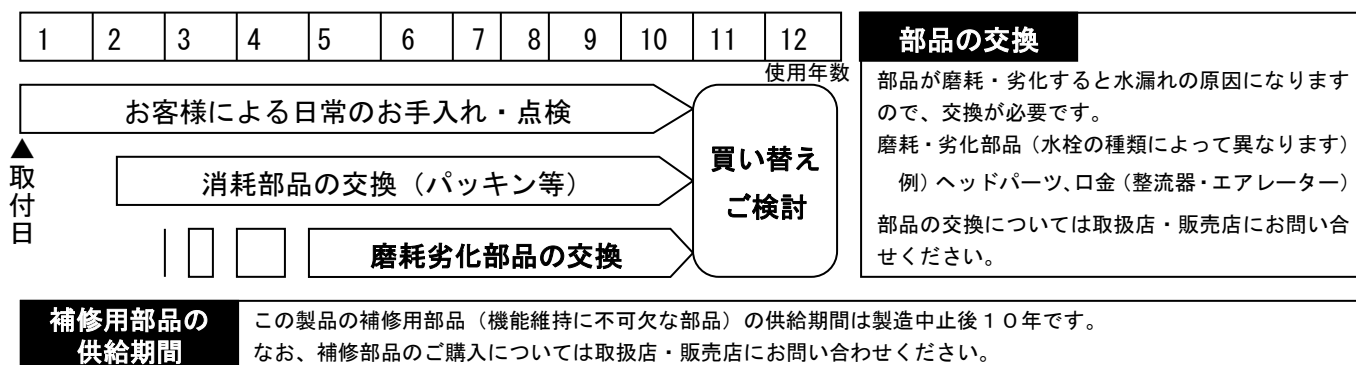 1 2 3 4 5 6 7 8 9 10 11 12
使用年数
お客様による日常のお手入れ・点検
▲
取付日
消耗部品の交換（パッキン等）
磨耗劣化部品の交換
買い替え
ご検討
部品の交換
部品が磨耗・劣化すると水漏れの原因になります
ので、交換が必要です。
磨耗・劣化部品（水栓の種類によって異なります）
例）ヘッドパーツ、口金（整流器・エアレーター）
部品の交換については取扱店・販売店にお問い合
せください。
補修用部品の
供給期間
この製品の補修用部品（機能維持に不可欠な部品）の供給期間は製造中止後１０年です。
なお、補修部品のご購入については取扱店・販売店にお問い合わせください。